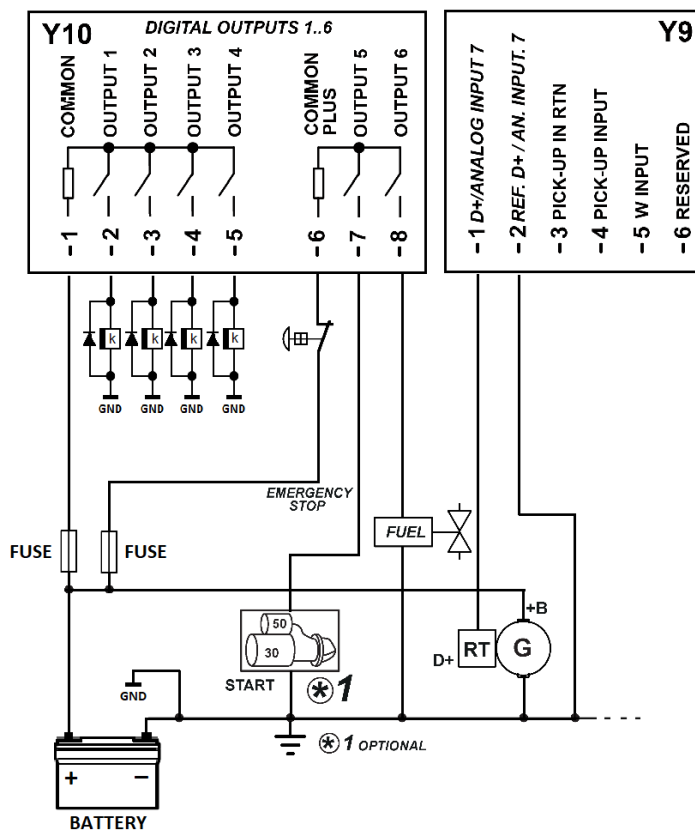 Y10
DIGITAL OUTPUTS 1..6
COMMON
OUTPUT 1
OUTPUT 2
OUTPUT 3
OUTPUT 4
COMMON
PLUS
OUTPUT 5
OUTPUT 6
1
2
3
4
5
6
7
8
Y9
1 D+/ANALOG INPUT 7
2 REF. D+ / AN. INPUT. 7
3 PICK-UP IN RTN
4 PICK-UP INPUT
5 W INPUT
6 RESERVED
k
k
k
k
GND
GND
GND
GND
EMERGENCY
STOP
FUSE
FUSE
FUEL
50
30
START
*1
+B
D+
RT
G
GND
*1 OPTIONAL
+ −
BATTERY